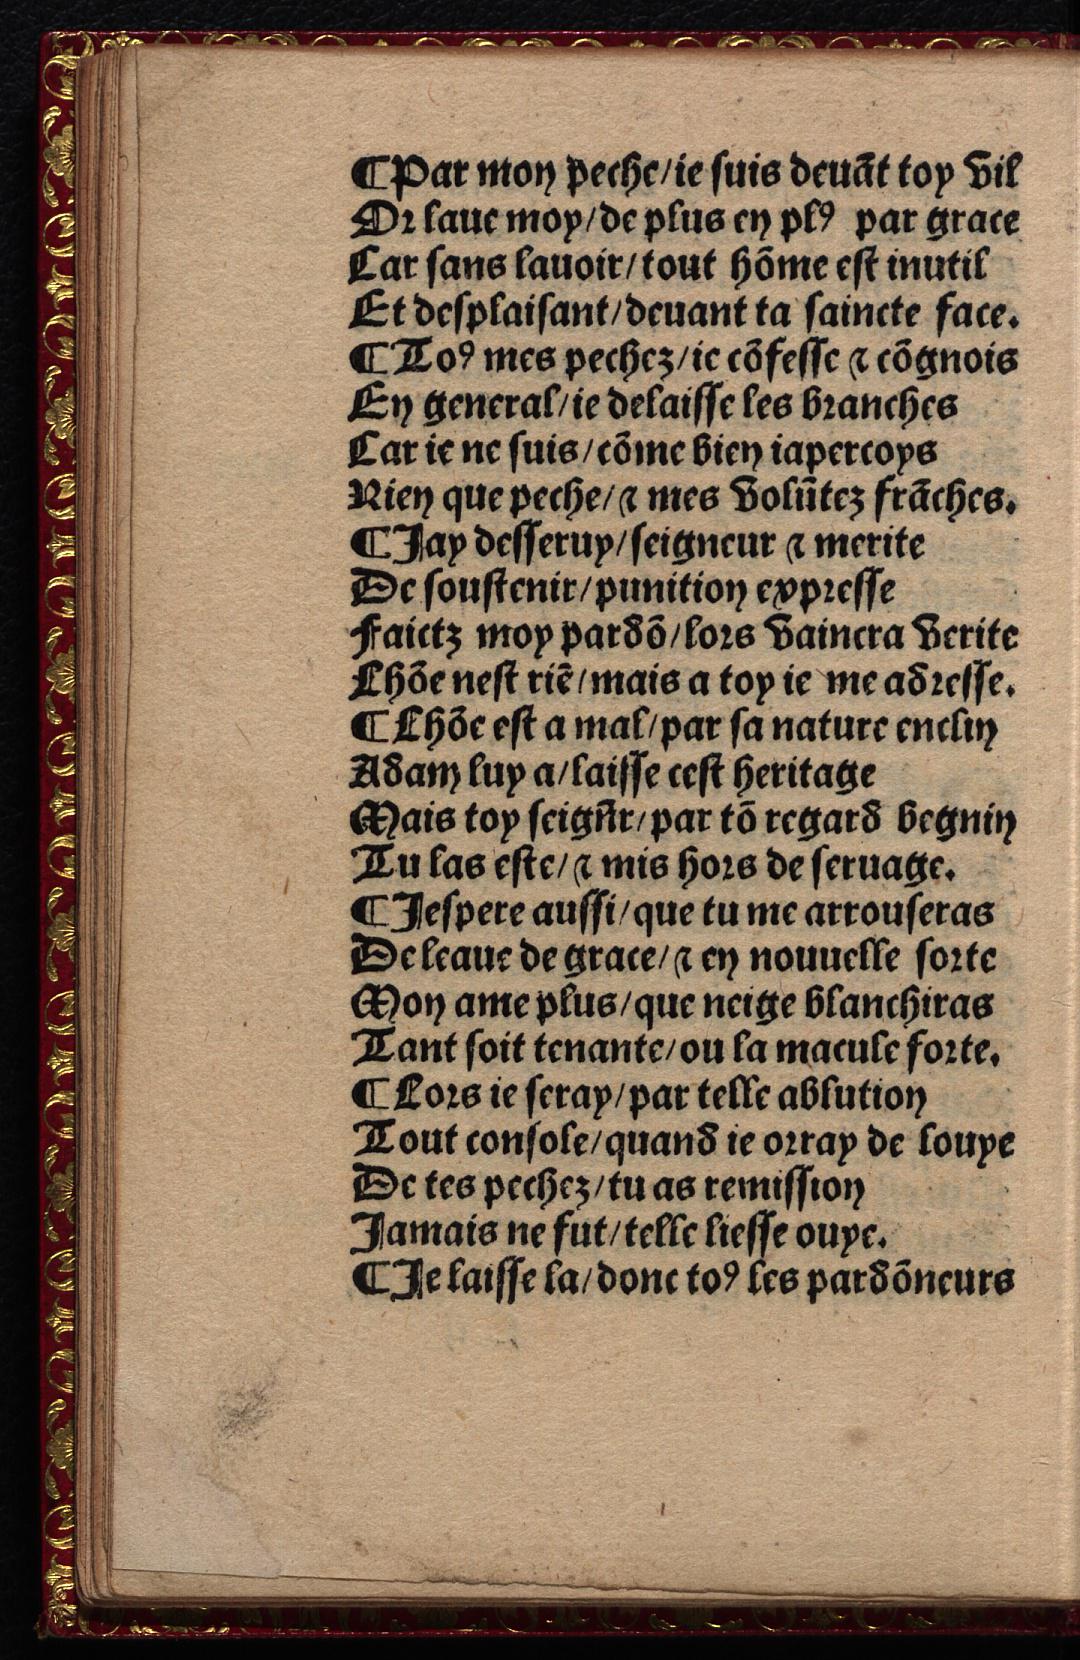 ¶Par mon peche/ie suis deuãt toy vil
Or laue moy/de plus en plꝰ par grace
Car sans lauoir/tout hõme est inutil
Et desplaisant/deuant ta saincte face.
¶Toꝰ mes pechez/ie cõfesse ⁊ cõgnois
En general/ie delaisse les branches
Car ie ne suis/cõme bien iapercoys
Rien que peche/⁊ mes volũtez frãches.
¶Jay desseruy/seigneur ⁊ merite
De soustenir/punition expresse
Faictz moy pardõ/lors vaincra verite
Lhõe nest riẽ/mais a toy ie me adresse.
¶Lhõe est a mal/par sa nature enclin
Adam luy a/laisse cest heritage
Mais toy seigñr/par tõ regard begnin
Tu las este/⁊ mis hors de seruage.
¶Jespere aussi/que tu me arrouseras
De leaue de grace/⁊ en nouuelle sorte
Mon ame plus/que neige blanchiras
Tant soit tenante/ou la macule forte.
¶Lors ie seray/par telle ablution
Tout console/quand ie orray de louye
De tes pechez/tu as remission
Jamais ne fut/telle liesse ouye.
¶Je laisse la/donc toꝰ les pardõneurs